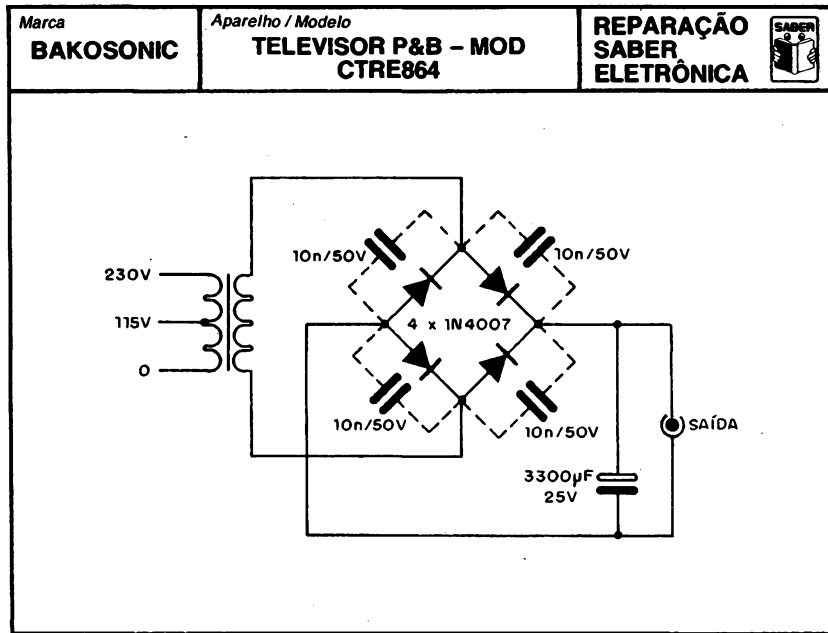 Marca
BAKOSONIC
Aparelho / Modelo
TELEVISOR P&B – MOD
CTRE864
REPARAÇÃO
SABER
ELETRÔNICA
SABER
10n/50V
10n/50V
230V
115V
0
4 x 1N4007
10n/50V
10n/50V
SAÍDA
3300µF
25V